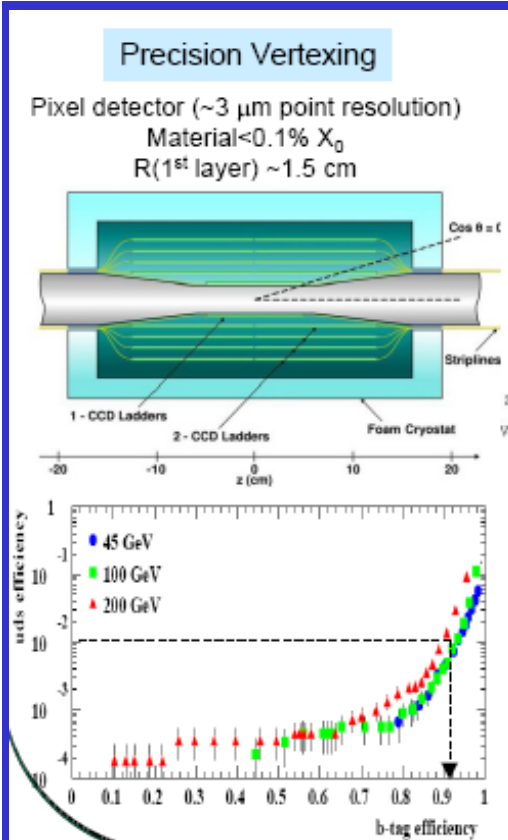 Precision Vertexing
Pixel detector (~3 μm point resolution)
Material<0.1% X₀
R(1ˢᵗ layer) ~1.5 cm
Cos θ = 
Striplines
1 - CCD Ladders
2 - CCD Ladders
Foam Cryostat
-20 -10 0 10 20
z (cm)
uds efficiency
1
10⁻¹
10⁻²
10⁻³
10⁻⁴
45 GeV
100 GeV
200 GeV
0 0.1 0.2 0.3 0.4 0.5 0.6 0.7 0.8 0.9 1
b-tag efficiency